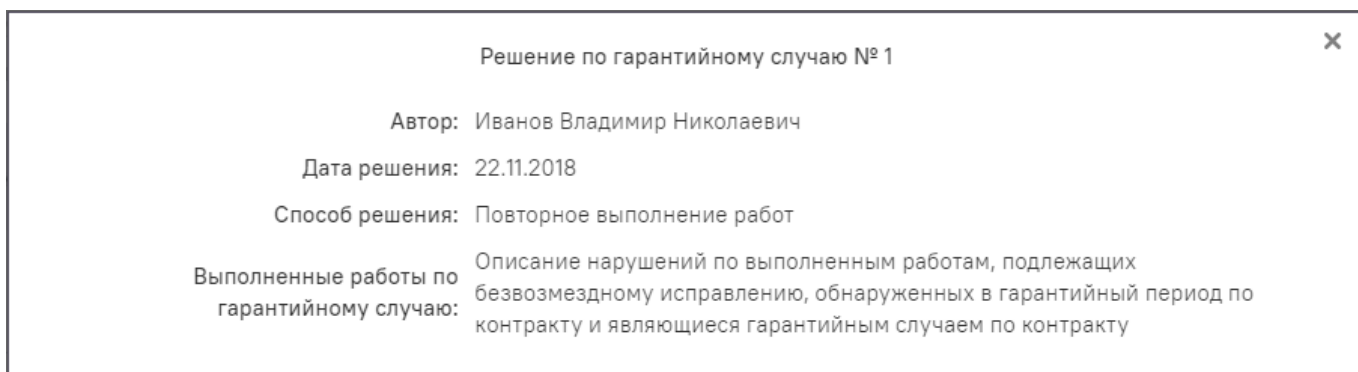 Решение по гарантийному случаю № 1
Автор: Иванов Владимир Николаевич
Дата решения: 22.11.2018
Способ решения: Повторное выполнение работ
Выполненные работы по гарантийному случаю:
Описание нарушений по выполненным работам, подлежащих
безвозмездному исправлению, обнаруженных в гарантийный период по
контракту и являющиеся гарантийным случаем по контракту